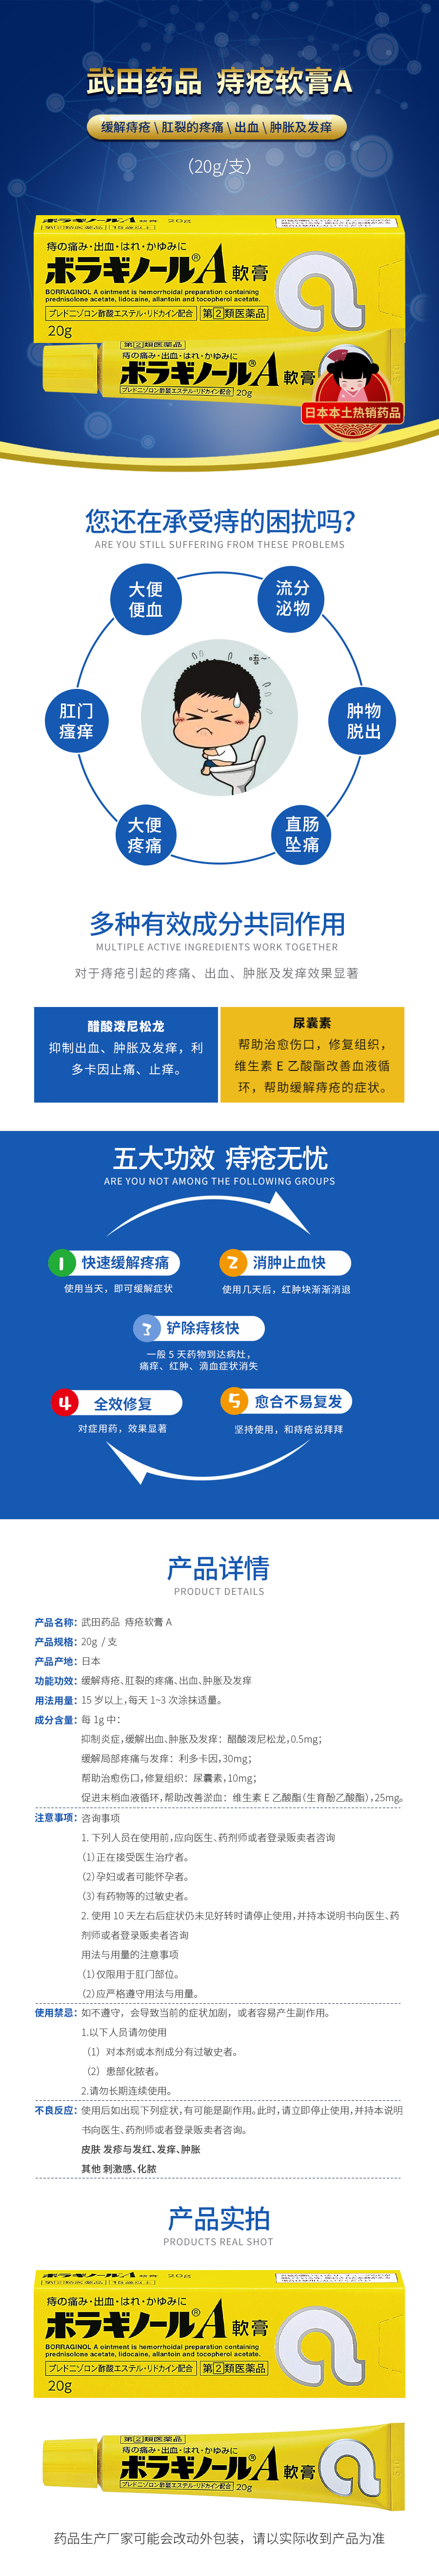 武田药品 痔疮软膏A
缓解痔疮 \ 肛裂的疼痛 \ 出血 \ 肿胀及发痒
（20g/支）
ボラギノールA 軟膏 20g
痔の痛み・出血・はれ・かゆみに
ボラギノール®A 軟膏
BORRAGINOL A ointment is hemorrhoidal preparation containing
prednisolone acetate, lidocaine, allantoin and tocopherol acetate.
プレドニゾロン酢酸エステル・リドカイン配合 第②類医薬品
20g
第②類医薬品
痔の痛み・出血・はれ・かゆみに
ボラギノール®A 軟膏
プレドニゾロン酢酸エステル・リドカイン配合 20g
日本本土热销药品
您还在承受痔的困扰吗?
ARE YOU STILL SUFFERING FROM THESE PROBLEMS
大便
便血
流分
泌物
唔~
肛门
瘙痒
肿物
脱出
大便
疼痛
直肠
坠痛
多种有效成分共同作用
MULTIPLE ACTIVE INGREDIENTS WORK TOGETHER
对于痔疮引起的疼痛、出血、肿胀及发痒效果显著
醋酸泼尼松龙
抑制出血、肿胀及发痒，利
多卡因止痛、止痒。
尿囊素
帮助治愈伤口，修复组织，
维生素 E 乙酸酯改善血液循
环，帮助缓解痔疮的症状。
五大功效 痔疮无忧
ARE YOU NOT AMONG THE FOLLOWING GROUPS
1 快速缓解疼痛
使用当天，即可缓解症状
2 消肿止血快
使用几天后，红肿块渐渐消退
3 铲除痔核快
一般 5 天药物到达病灶，
痛痒、红肿、滴血症状消失
4 全效修复
对症用药，效果显著
5 愈合不易复发
坚持使用，和痔疮说拜拜
产品详情
PRODUCT DETAILS
产品名称：武田药品 痔疮软膏 A
产品规格：20g / 支
产品产地：日本
功能功效：缓解痔疮、肛裂的疼痛、出血、肿胀及发痒
用法用量：15 岁以上，每天 1~3 次涂抹适量。
成分含量：每 1g 中：
抑制炎症，缓解出血、肿胀及发痒：醋酸泼尼松龙，0.5mg；
缓解局部疼痛与发痒：利多卡因，30mg；
帮助治愈伤口，修复组织：尿囊素，10mg；
促进末梢血液循环，帮助改善淤血：维生素 E 乙酸酯（生育酚乙酸酯），25mg。
注意事项：咨询事项
1. 下列人员在使用前，应向医生、药剂师或者登录贩卖者咨询
（1）正在接受医生治疗者。
（2）孕妇或者可能怀孕者。
（3）有药物等的过敏史者。
2. 使用 10 天左右后症状仍未见好转时请停止使用，并持本说明书向医生、药
剂师或者登录贩卖者咨询
用法与用量的注意事项
（1）仅限用于肛门部位。
（2）应严格遵守用法与用量。
使用禁忌：如不遵守，会导致当前的症状加剧，或者容易产生副作用。
1.以下人员请勿使用
（1）对本剂或本剂成分有过敏史者。
（2）患部化脓者。
2.请勿长期连续使用。
不良反应：使用后如出现下列症状，有可能是副作用。此时，请立即停止使用，并持本说明
书向医生、药剂师或者登录贩卖者咨询。
皮肤 发疹与发红、发痒、肿胀
其他 刺激感、化脓
产品实拍
PRODUCTS REAL SHOT
ボラギノールA 軟膏 20g
痔の痛み・出血・はれ・かゆみに
ボラギノール®A 軟膏
BORRAGINOL A ointment is hemorrhoidal preparation containing
prednisolone acetate, lidocaine, allantoin and tocopherol acetate.
プレドニゾロン酢酸エステル・リドカイン配合 第②類医薬品
20g
第②類医薬品
痔の痛み・出血・はれ・かゆみに
ボラギノール®A 軟膏
プレドニゾロン酢酸エステル・リドカイン配合 20g
药品生产厂家可能会改动外包装，请以实际收到产品为准